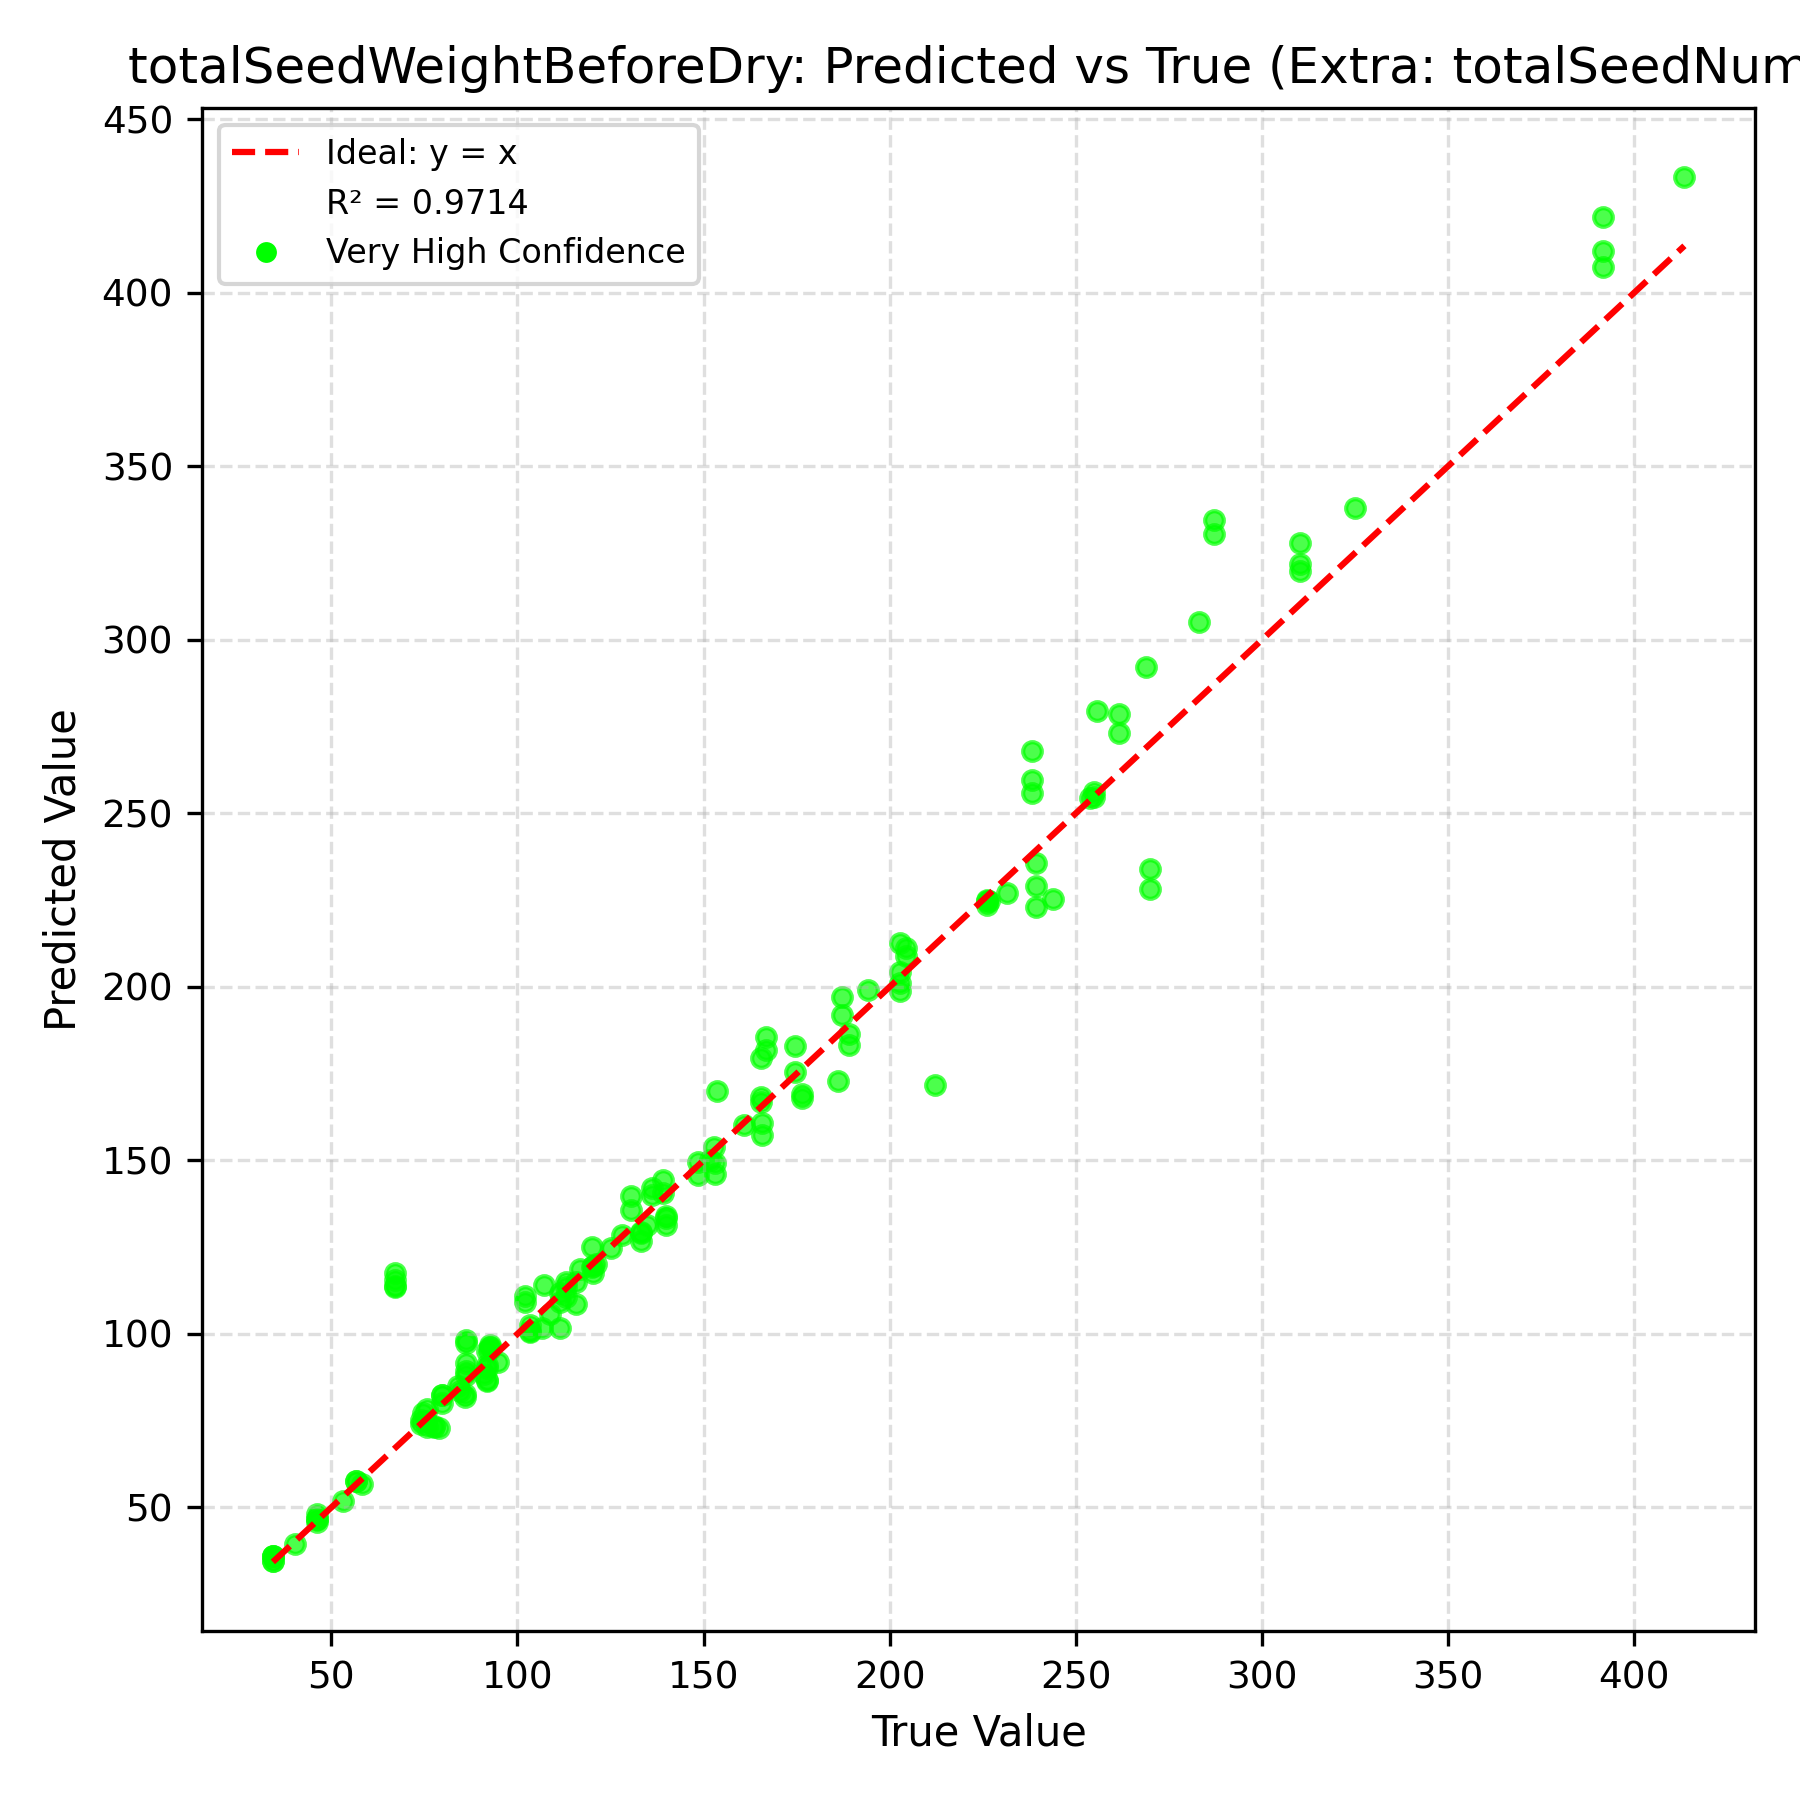 totalSeedWeightBeforeDry: Predicted vs True (Extra: totalSeedNum
Ideal: y = x
R² = 0.9714
Very High Confidence
450
400
350
300
250
200
150
100
50
Predicted Value
50 100 150 200 250 300 350 400
True Value